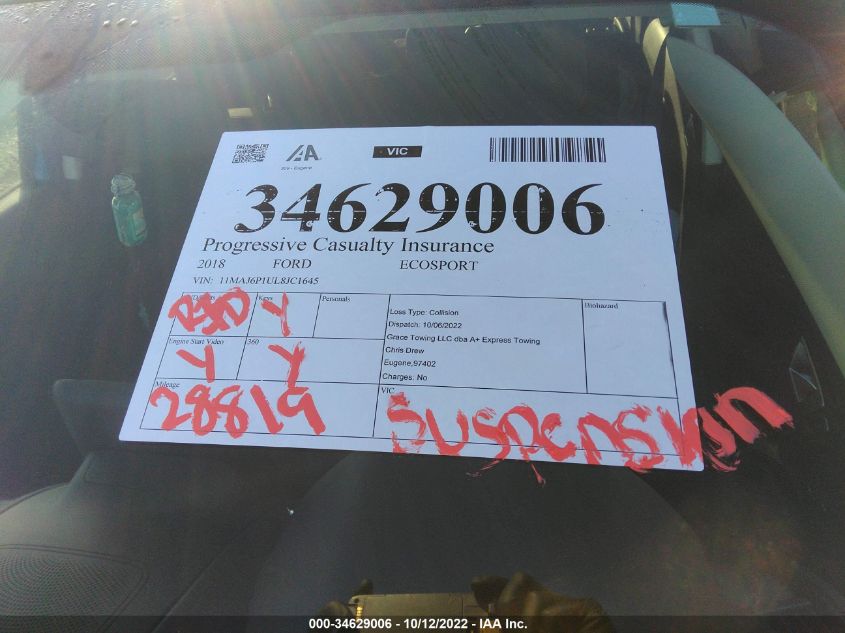 IAA
VIC
34629006
Progressive Casualty Insurance
2018 FORD ECOSPORT
VIN: 11MAJ6P1UL8JC1645
Keys Personals
Y
Loss Type: Collision
Dispatch: 10/06/2022
Grace Towing LLC dba A+ Express Towing
Chris Drew
Eugene,97402
Charges: No
Biohazard
Engine Start Video 360
Y Y
Mileage
28819
VIC
SUSPENSION
000-34629006 - 10/12/2022 - IAA Inc.